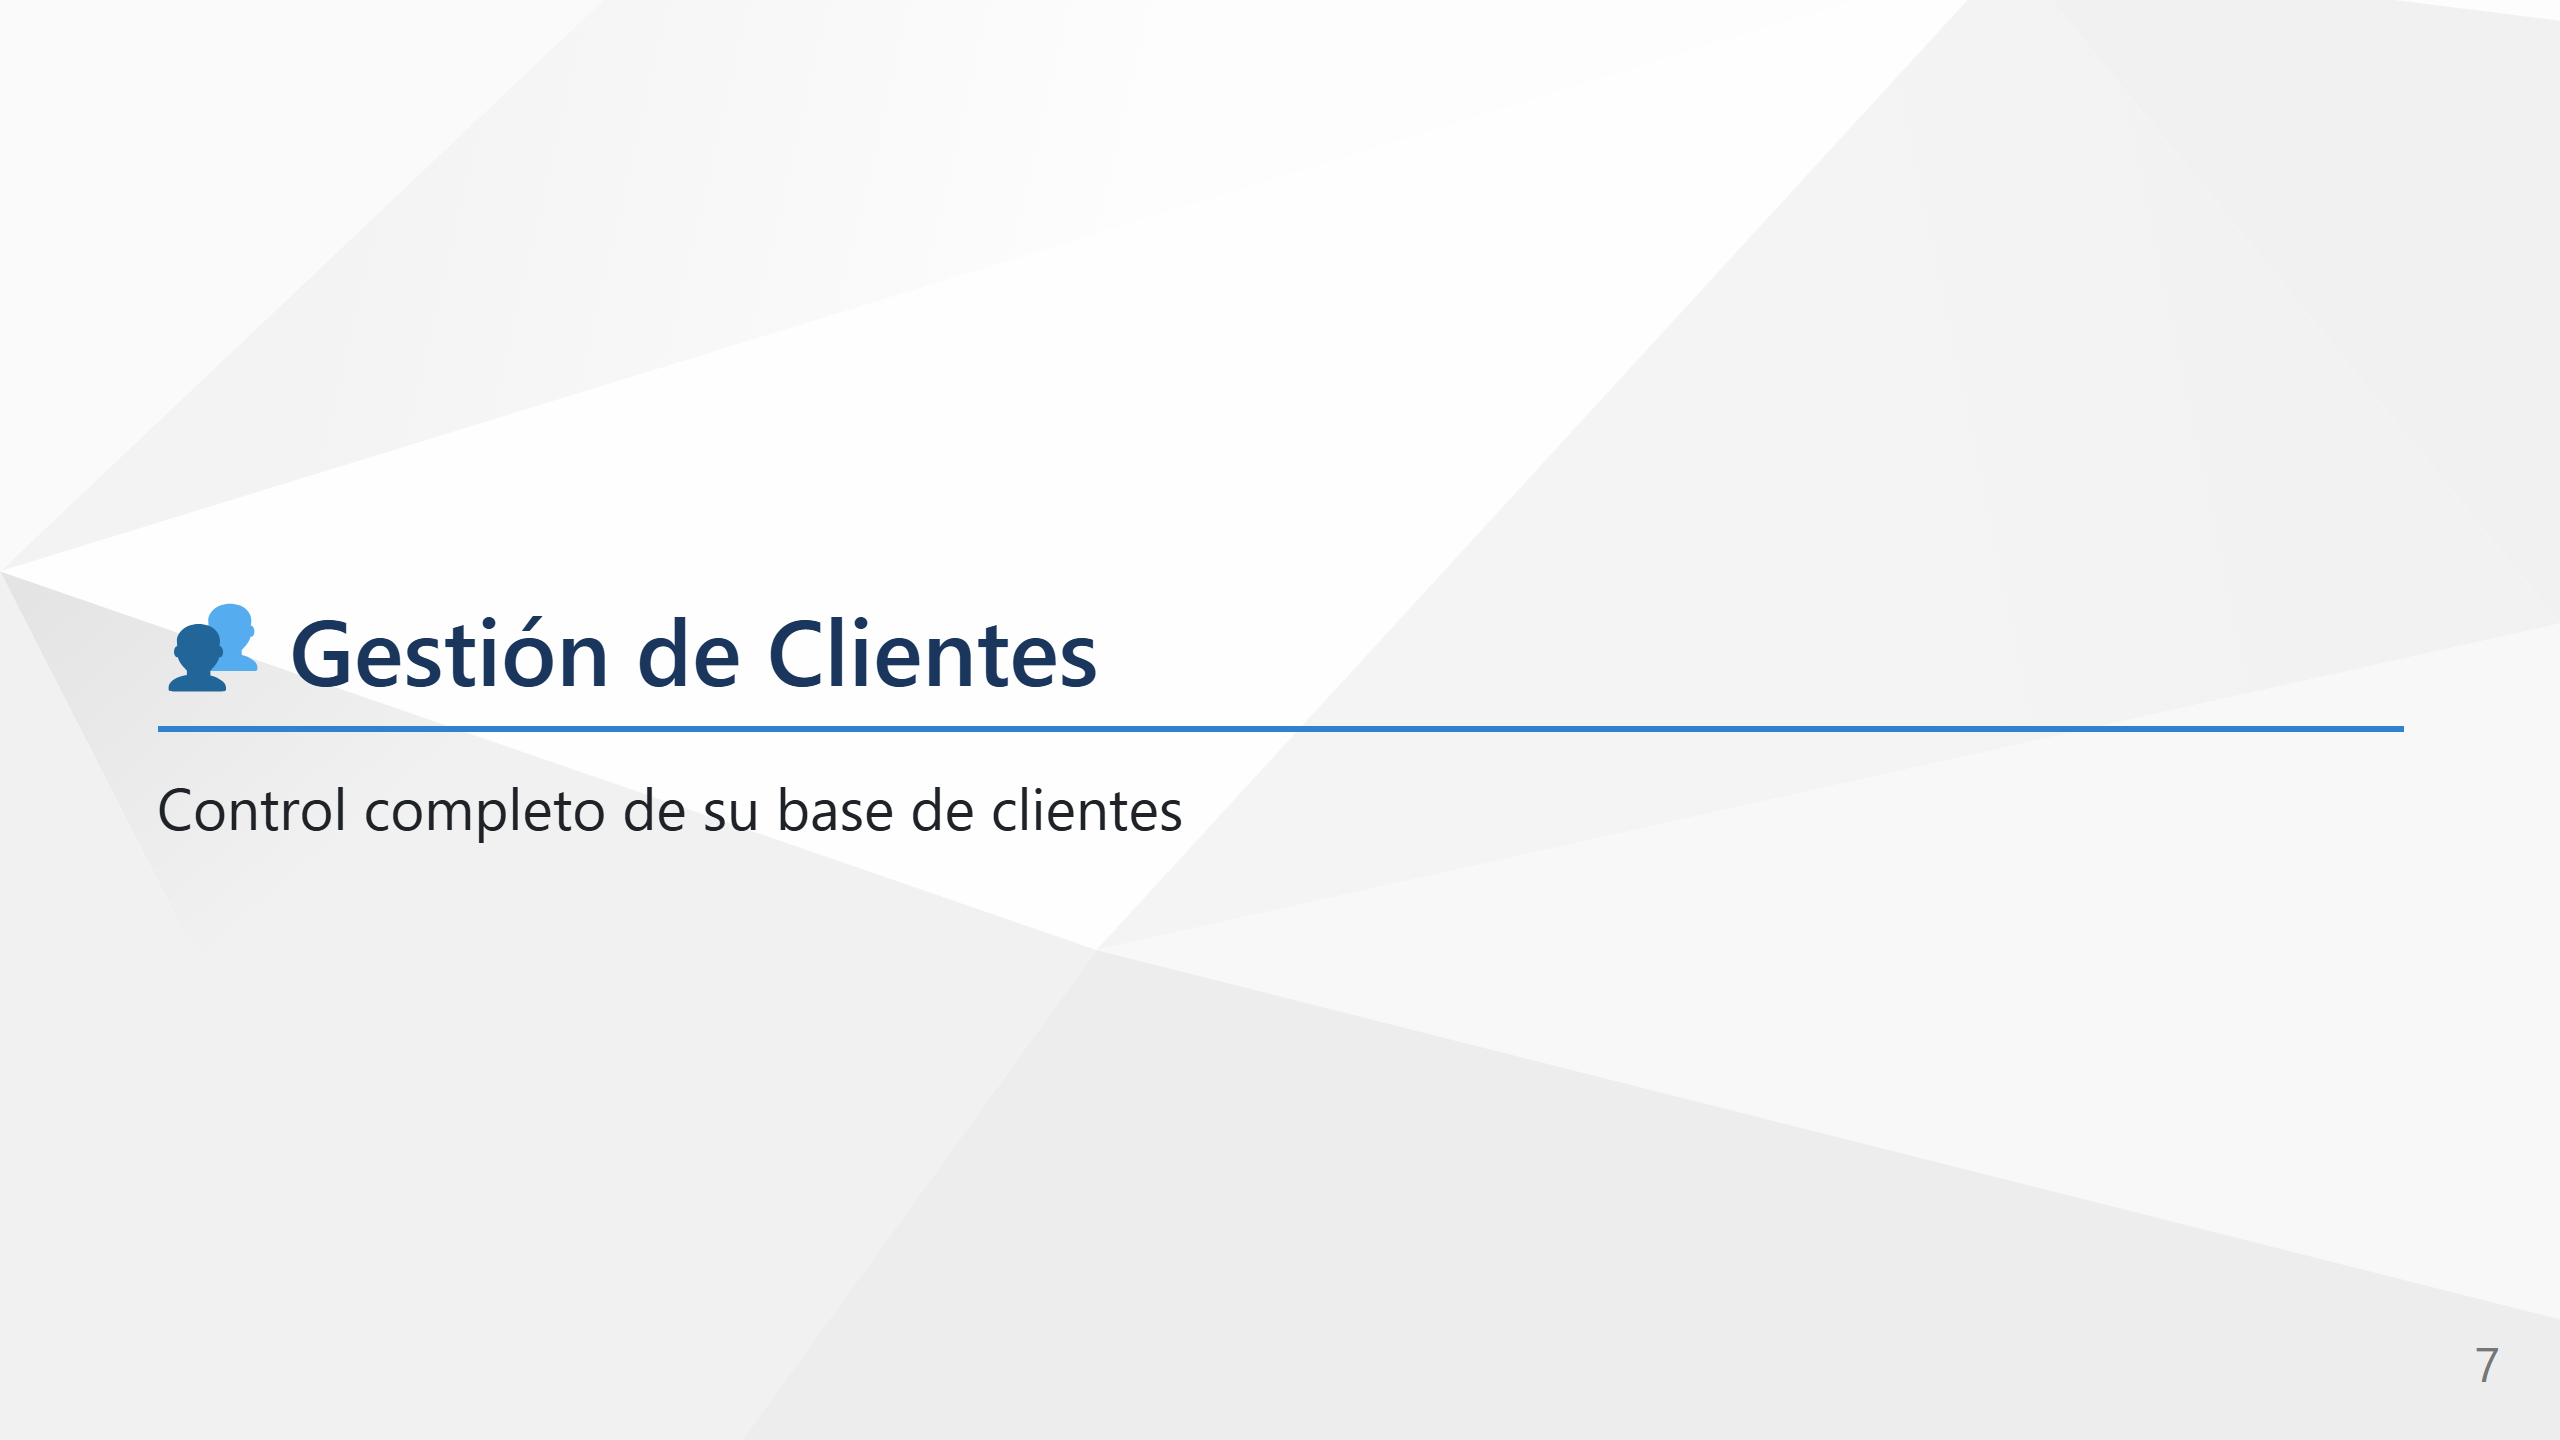 Gestión de Clientes
Control completo de su base de clientes
7